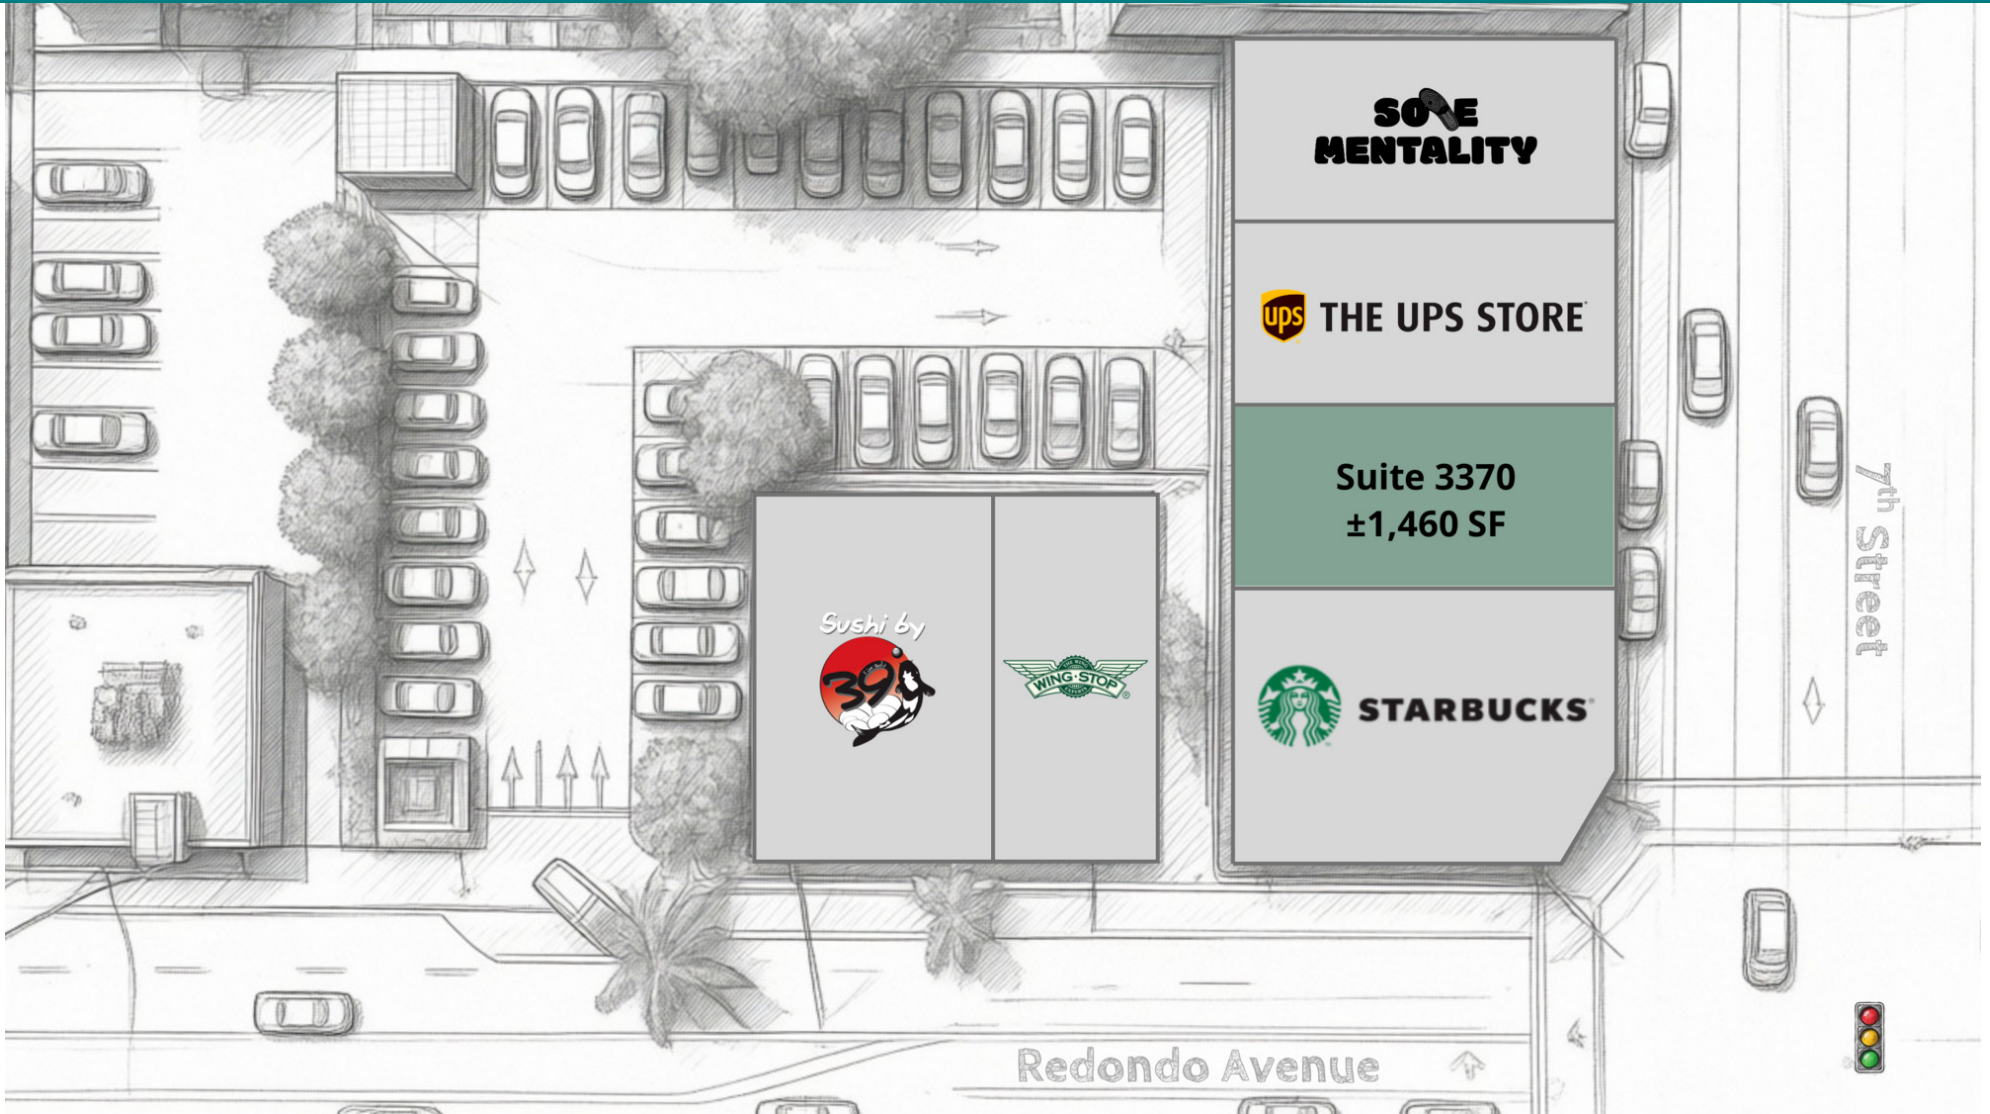 SOLE
MENTALITY
ups THE UPS STORE
Suite 3370
±1,460 SF
Sushi by
39
WING·STOP
STARBUCKS®
7th Street
Redondo Avenue